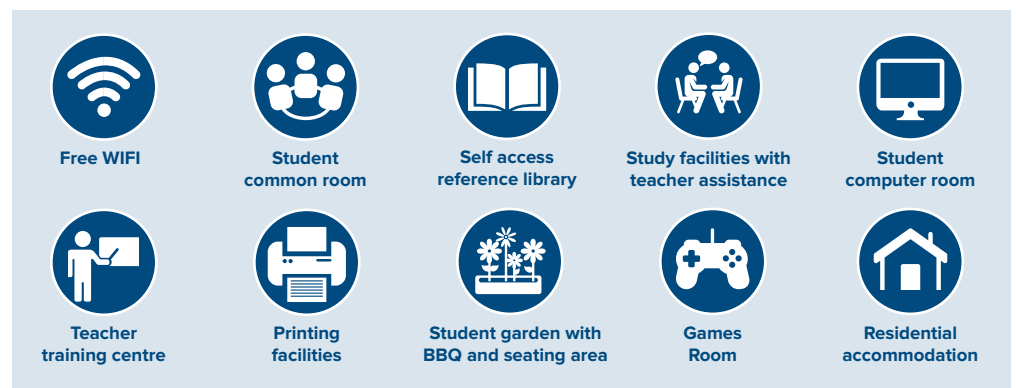 Free WIFI
Student
common room
Self access
reference library
Study facilities with
teacher assistance
Student
computer room
Teacher
training centre
Printing
facilities
Student garden with
BBQ and seating area
Games
Room
Residential
accommodation